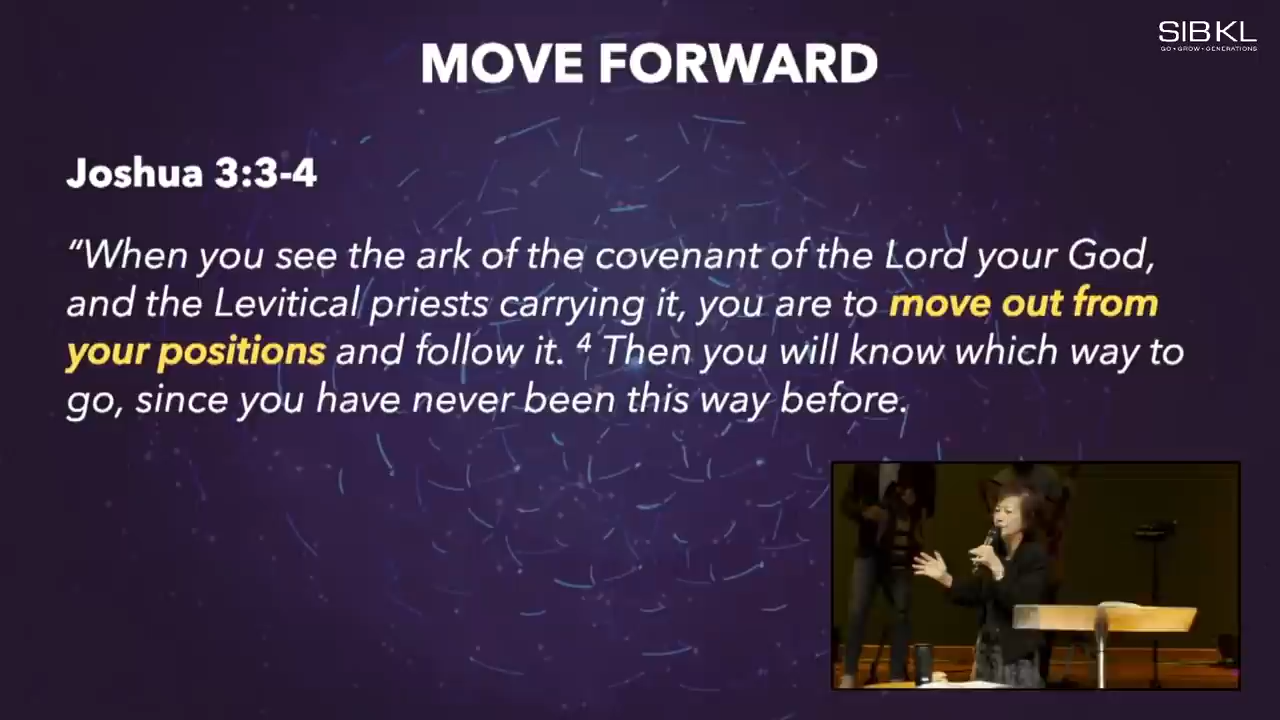 SIBKL
GO • GROW • GENERATIONS
MOVE FORWARD
Joshua 3:3-4
“When you see the ark of the covenant of the Lord your God,
and the Levitical priests carrying it, you are to move out from
your positions and follow it. ⁴ Then you will know which way to
go, since you have never been this way before.